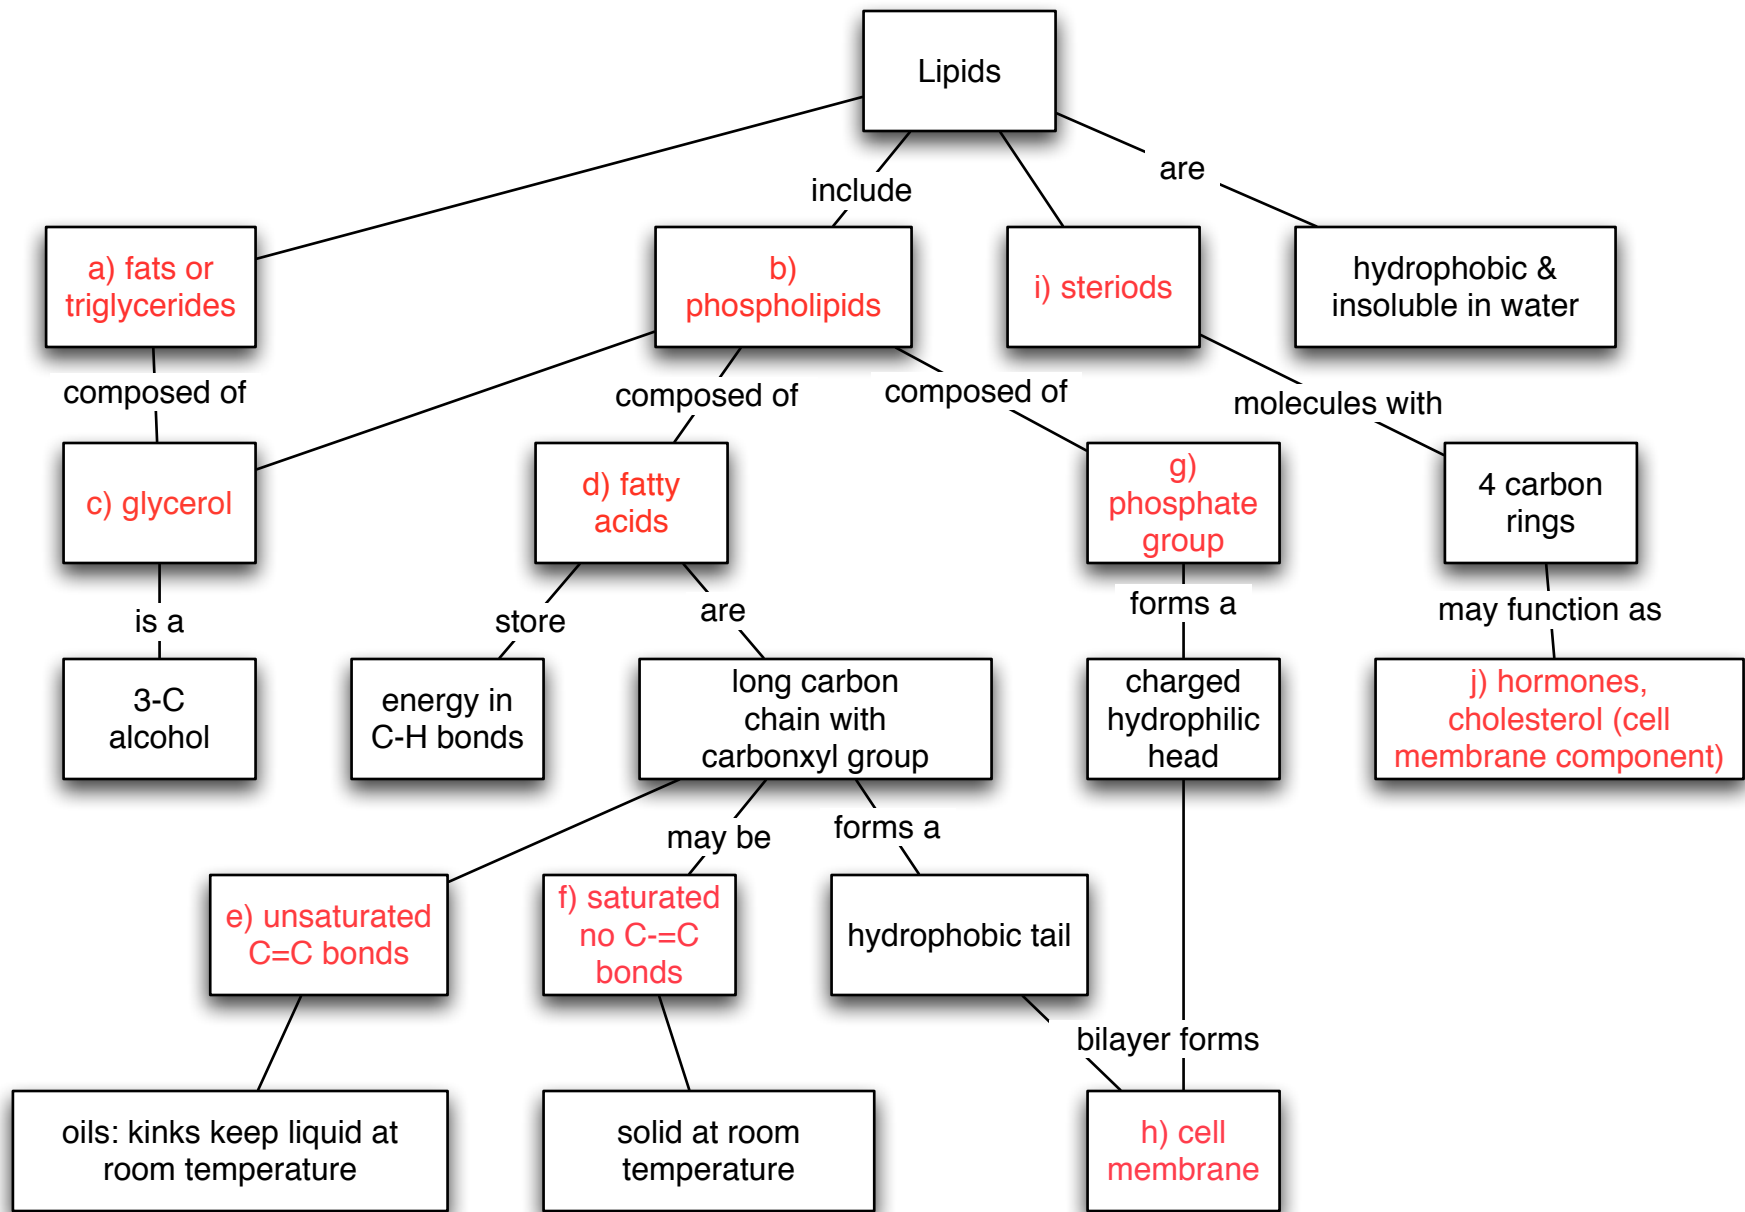 Lipids
are
include
a) fats or
triglycerides
b)
phospholipids
i) steriods
hydrophobic &
insoluble in water
composed of
composed of
composed of
molecules with
c) glycerol
d) fatty
acids
g)
phosphate
group
4 carbon
rings
is a
store
are
forms a
may function as
3-C
alcohol
energy in
C-H bonds
long carbon
chain with
carbonxyl group
charged
hydrophilic
head
j) hormones,
cholesterol (cell
membrane component)
may be
forms a
e) unsaturated
C=C bonds
f) saturated
no C-=C
bonds
hydrophobic tail
bilayer forms
oils: kinks keep liquid at
room temperature
solid at room
temperature
h) cell
membrane